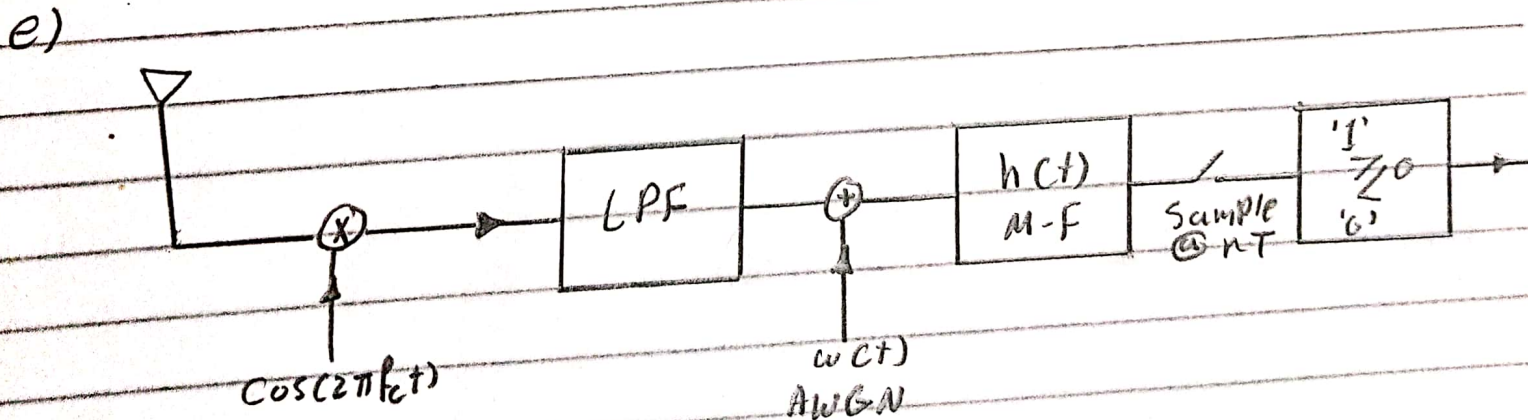 e)
X
cos(2πfct)
LPF
+
w(t)
AWGN
h(t)
M-F
Sample
@ nT
'1'
≷ 0
'0'